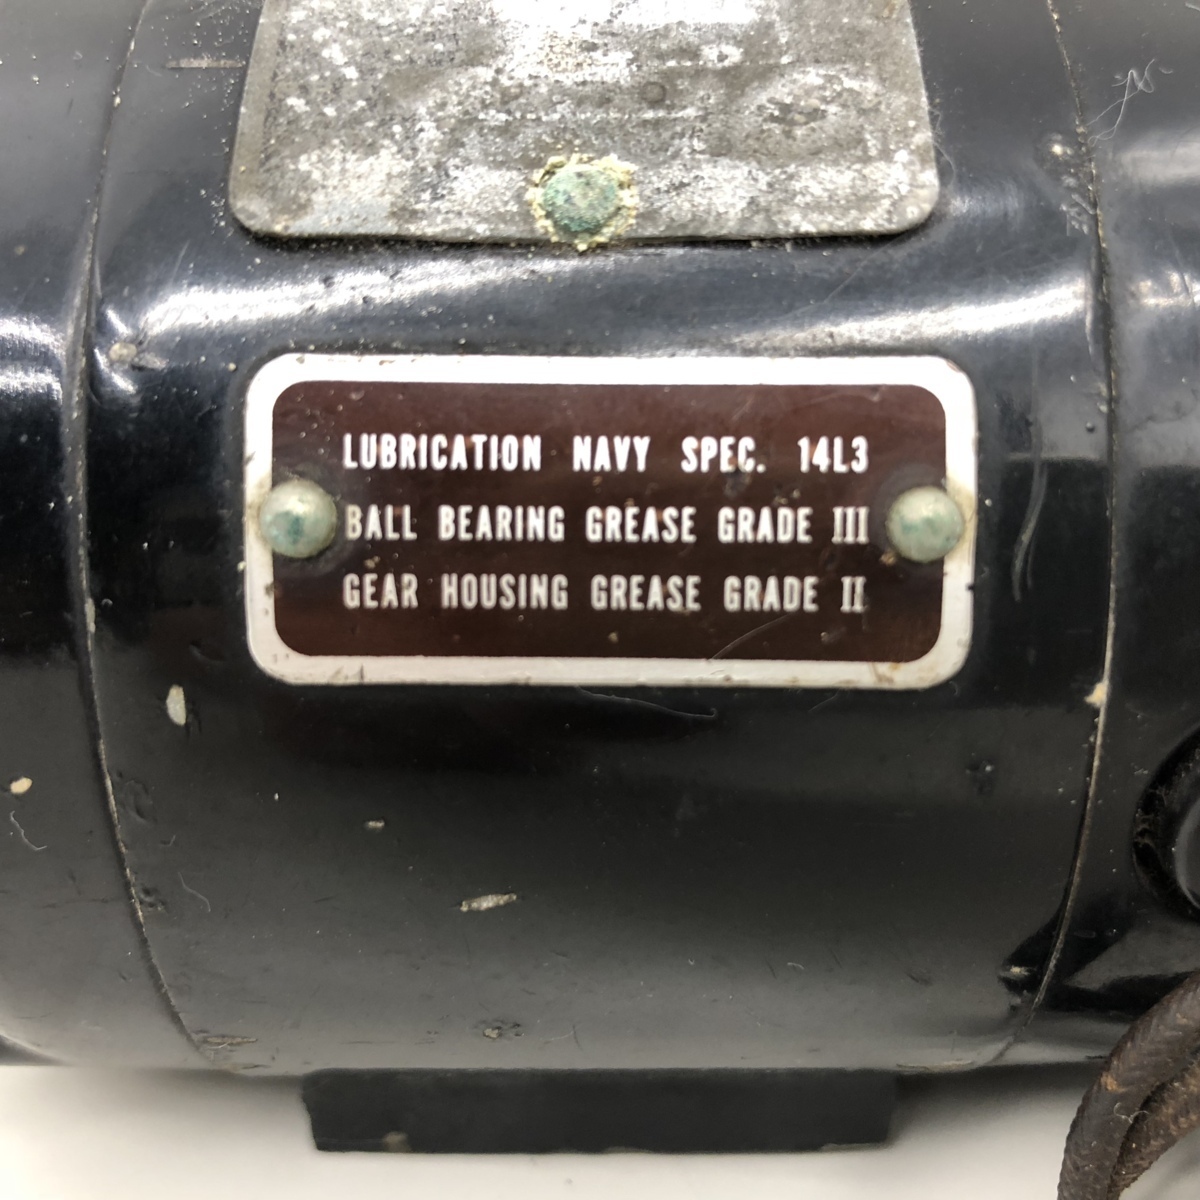 LUBRICATION NAVY SPEC. 14L3
BALL BEARING GREASE GRADE III
GEAR HOUSING GREASE GRADE II